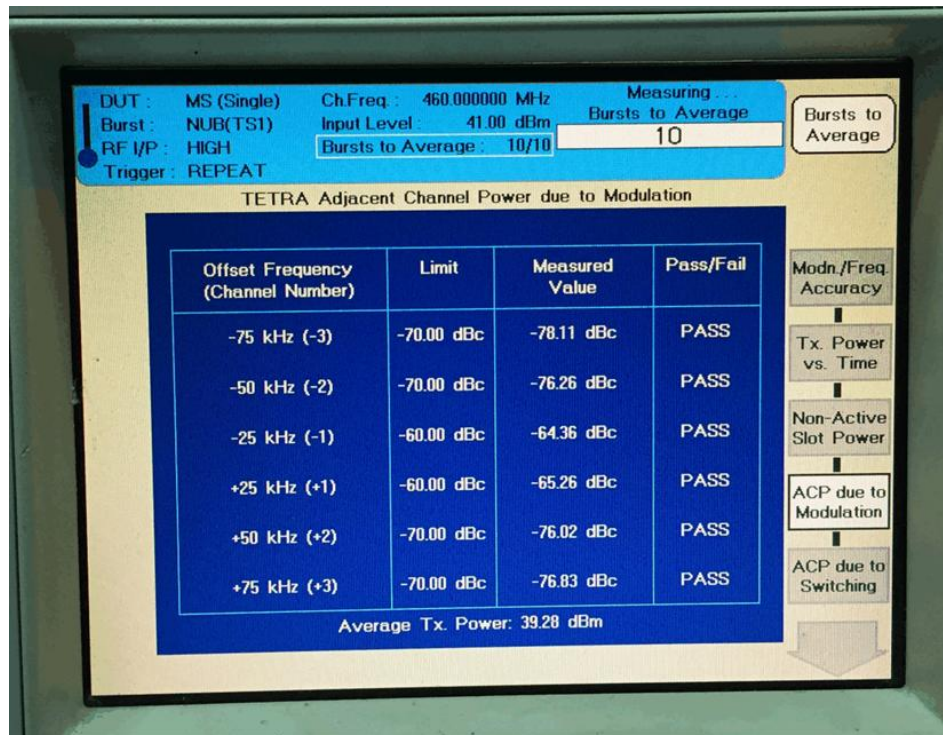 DUT : MS (Single) Ch.Freq. : 460.000000 MHz Measuring . . .
Burst : NUB(TS1) Input Level : 41.00 dBm Bursts to Average
RF I/P : HIGH Bursts to Average : 10/10 10
Trigger : REPEAT
Bursts to
Average
TETRA Adjacent Channel Power due to Modulation
Offset Frequency Limit Measured Pass/Fail
(Channel Number) Value
-75 kHz (-3) -70.00 dBc -78.11 dBc PASS
-50 kHz (-2) -70.00 dBc -76.26 dBc PASS
-25 kHz (-1) -60.00 dBc -64.36 dBc PASS
+25 kHz (+1) -60.00 dBc -65.26 dBc PASS
+50 kHz (+2) -70.00 dBc -76.02 dBc PASS
+75 kHz (+3) -70.00 dBc -76.83 dBc PASS
Average Tx. Power: 39.28 dBm
Modn./Freq.
Accuracy
Tx. Power
vs. Time
Non-Active
Slot Power
ACP due to
Modulation
ACP due to
Switching